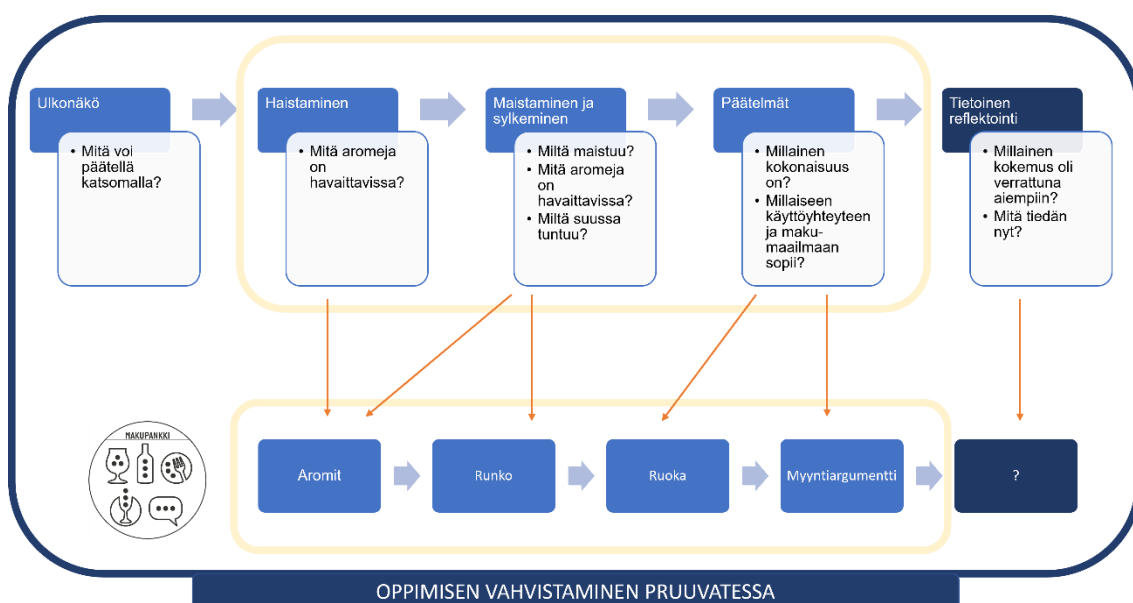 Ulkonäkö
• Mitä voi
päätellä
katsomalla?
Haistaminen
• Mitä aromeja
on
havaittavissa?
Maistaminen ja
sylkeminen
• Miltä maistuu?
• Mitä aromeja
on
havaittavissa?
• Miltä suussa
tuntuu?
Päätelmät
• Millainen
kokonaisuus
on?
• Millaiseen
käyttöyhteyteen
ja maku-
maailmaan
sopii?
Tietoinen
reflektointi
• Millainen
kokemus oli
verrattuna
aiempiin?
• Mitä tiedän
nyt?
MAKUPANKKI
Aromit
Runko
Ruoka
Myyntiargumentti
?
OPPIMISEN VAHVISTAMINEN PRUUVATESSA